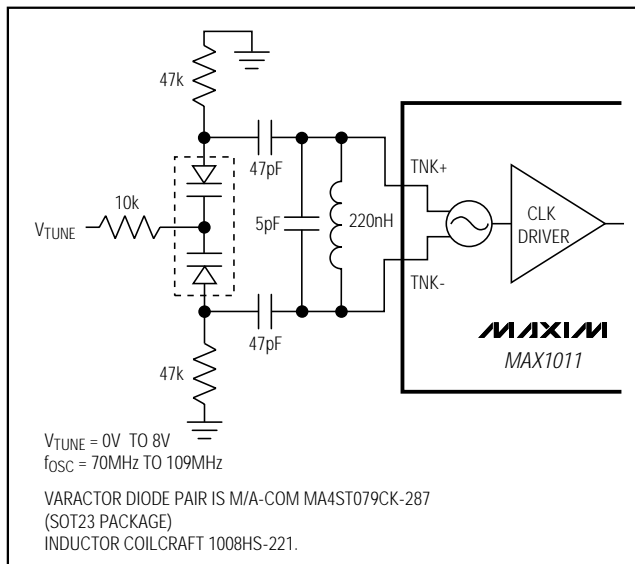 47k
47pF
TNK+
10k
VTUNE
5pF
220nH
CLK
DRIVER
TNK-
47pF
MAXIM
MAX1011
47k
VTUNE = 0V TO 8V
fOSC = 70MHz TO 109MHz
VARACTOR DIODE PAIR IS M/A-COM MA4ST079CK-287
(SOT23 PACKAGE)
INDUCTOR COILCRAFT 1008HS-221.